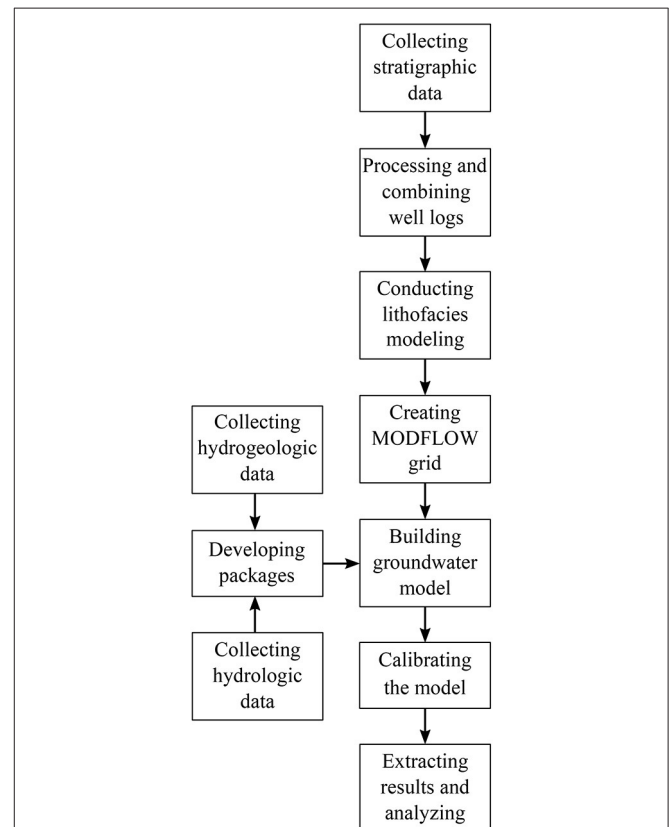 Collecting
stratigraphic
data
Processing and
combining
well logs
Conducting
lithofacies
modeling
Creating
MODFLOW
grid
Collecting
hydrogeologic
data
Developing
packages
Building
groundwater
model
Collecting
hydrologic
data
Calibrating
the model
Extracting
results and
analyzing